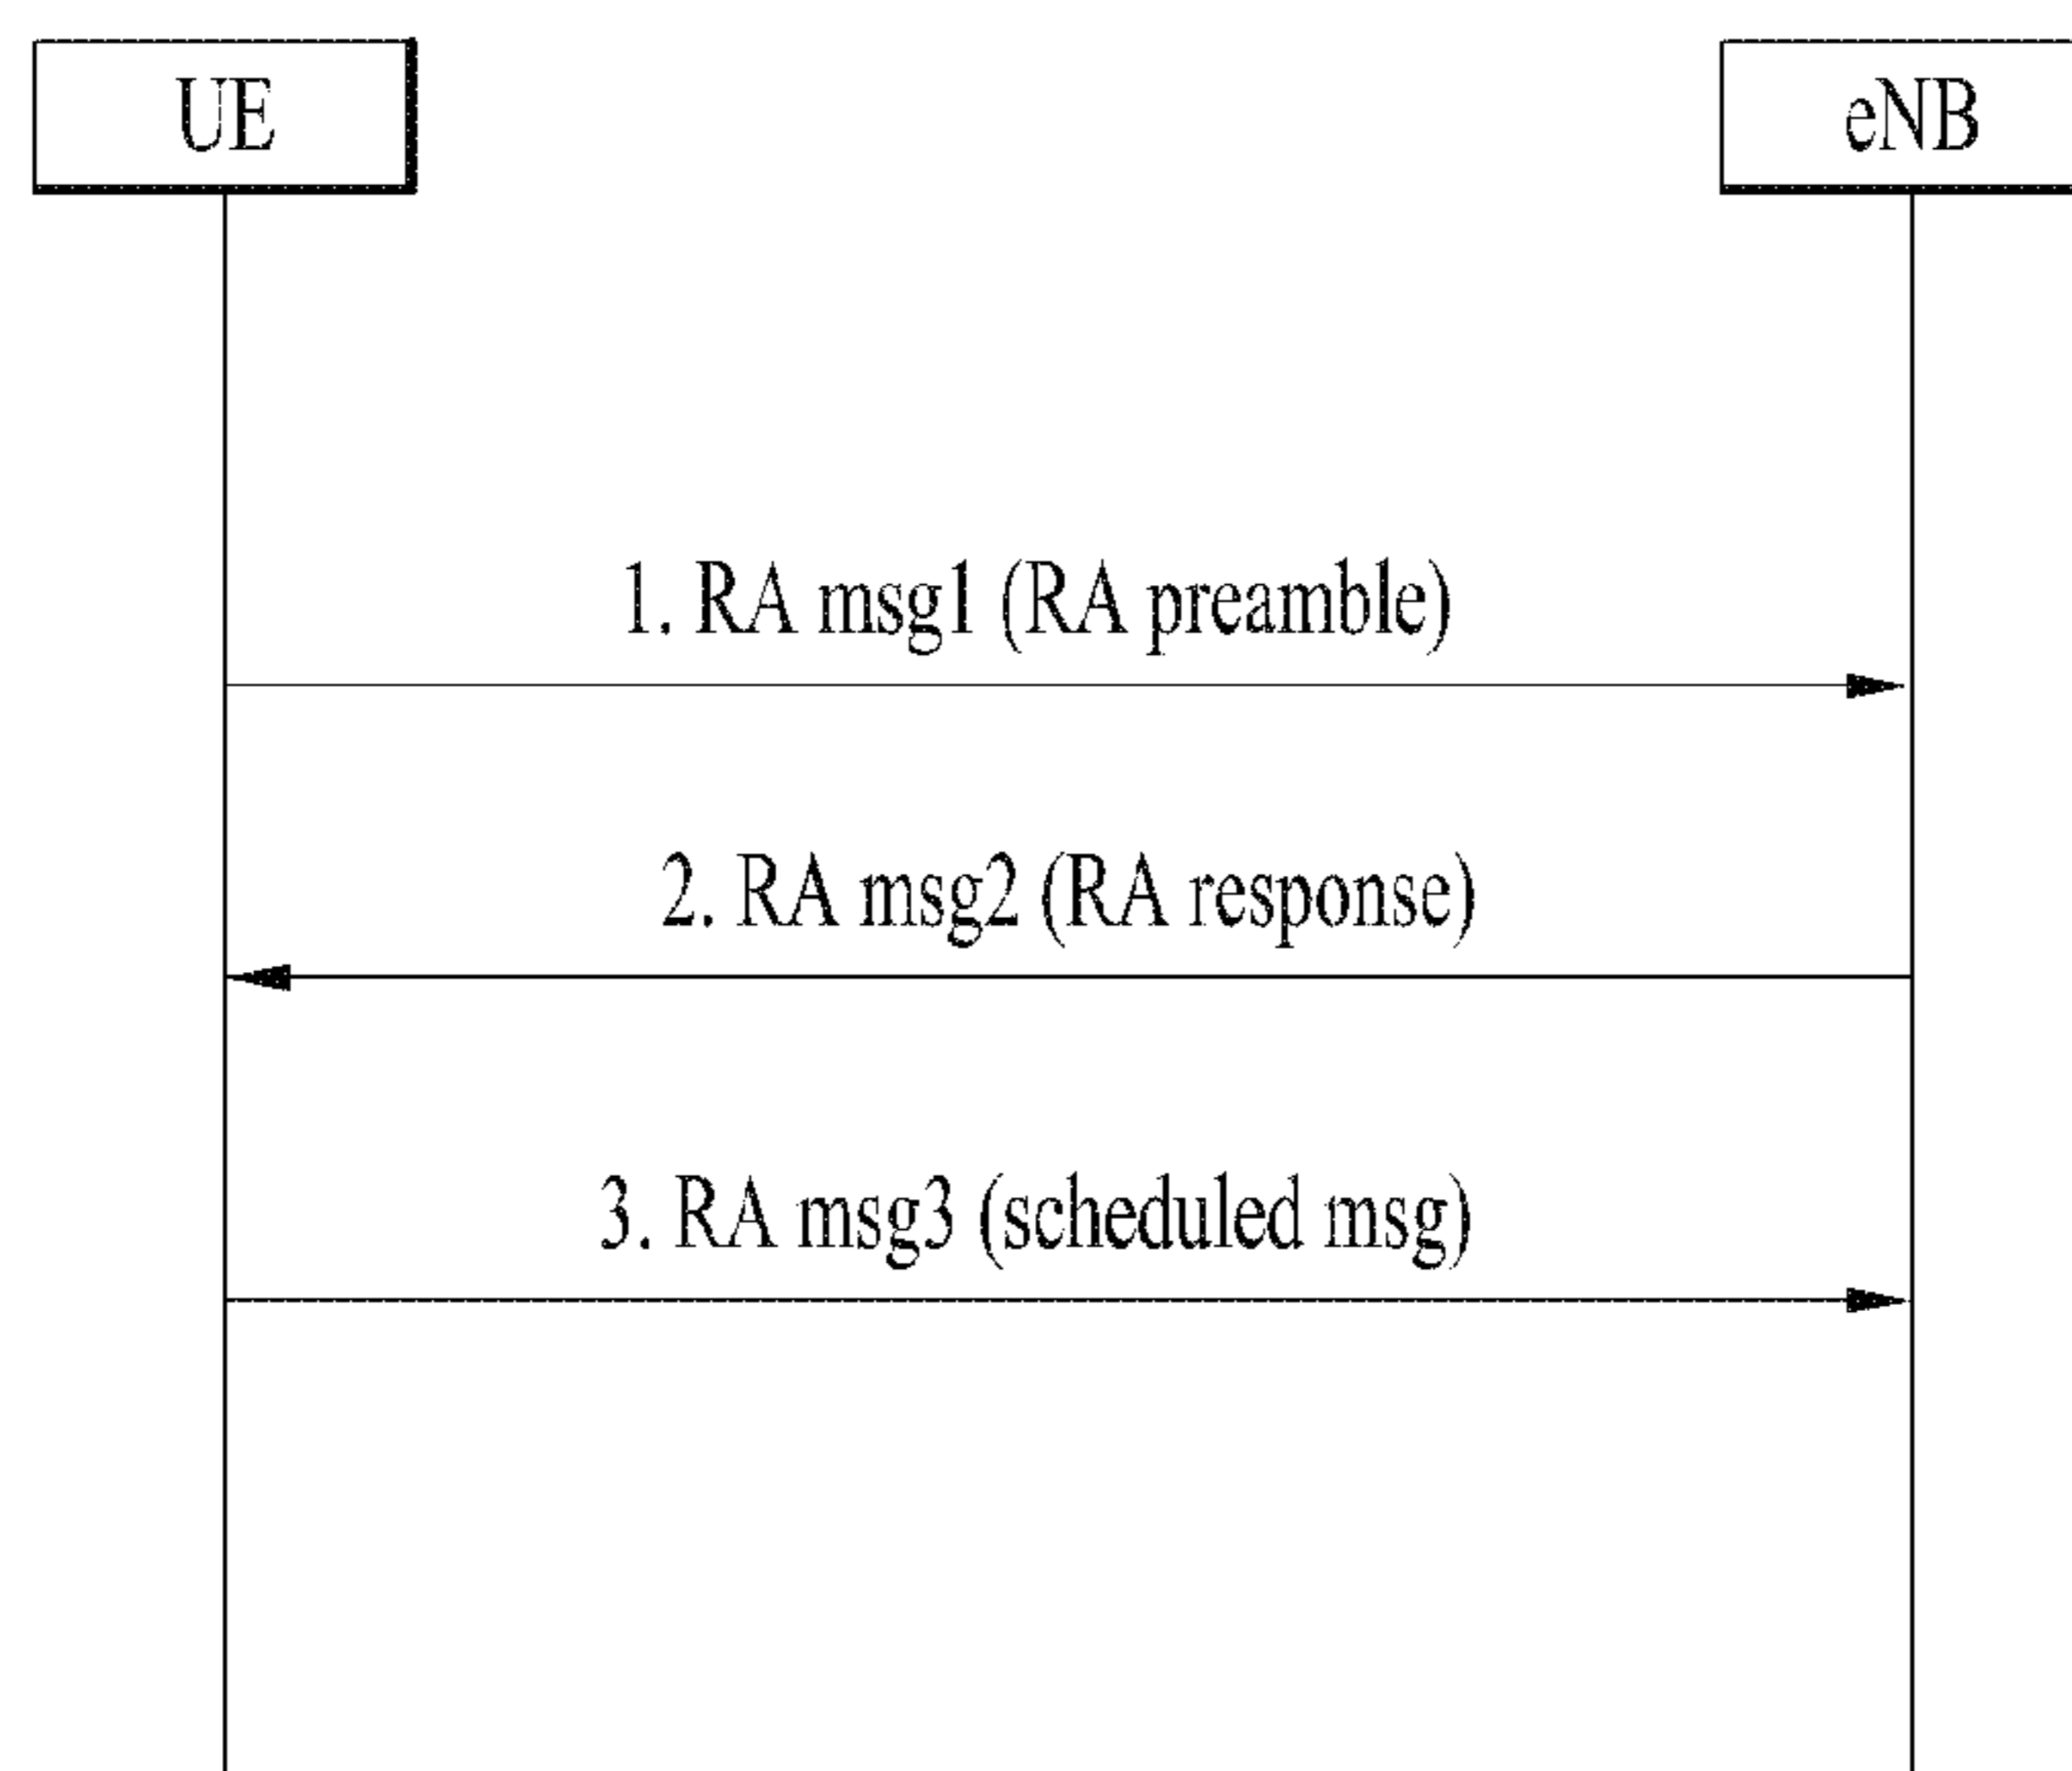 UE
eNB
1. RA msg1 (RA preamble)
2. RA msg2 (RA response)
3. RA msg3 (scheduled msg)